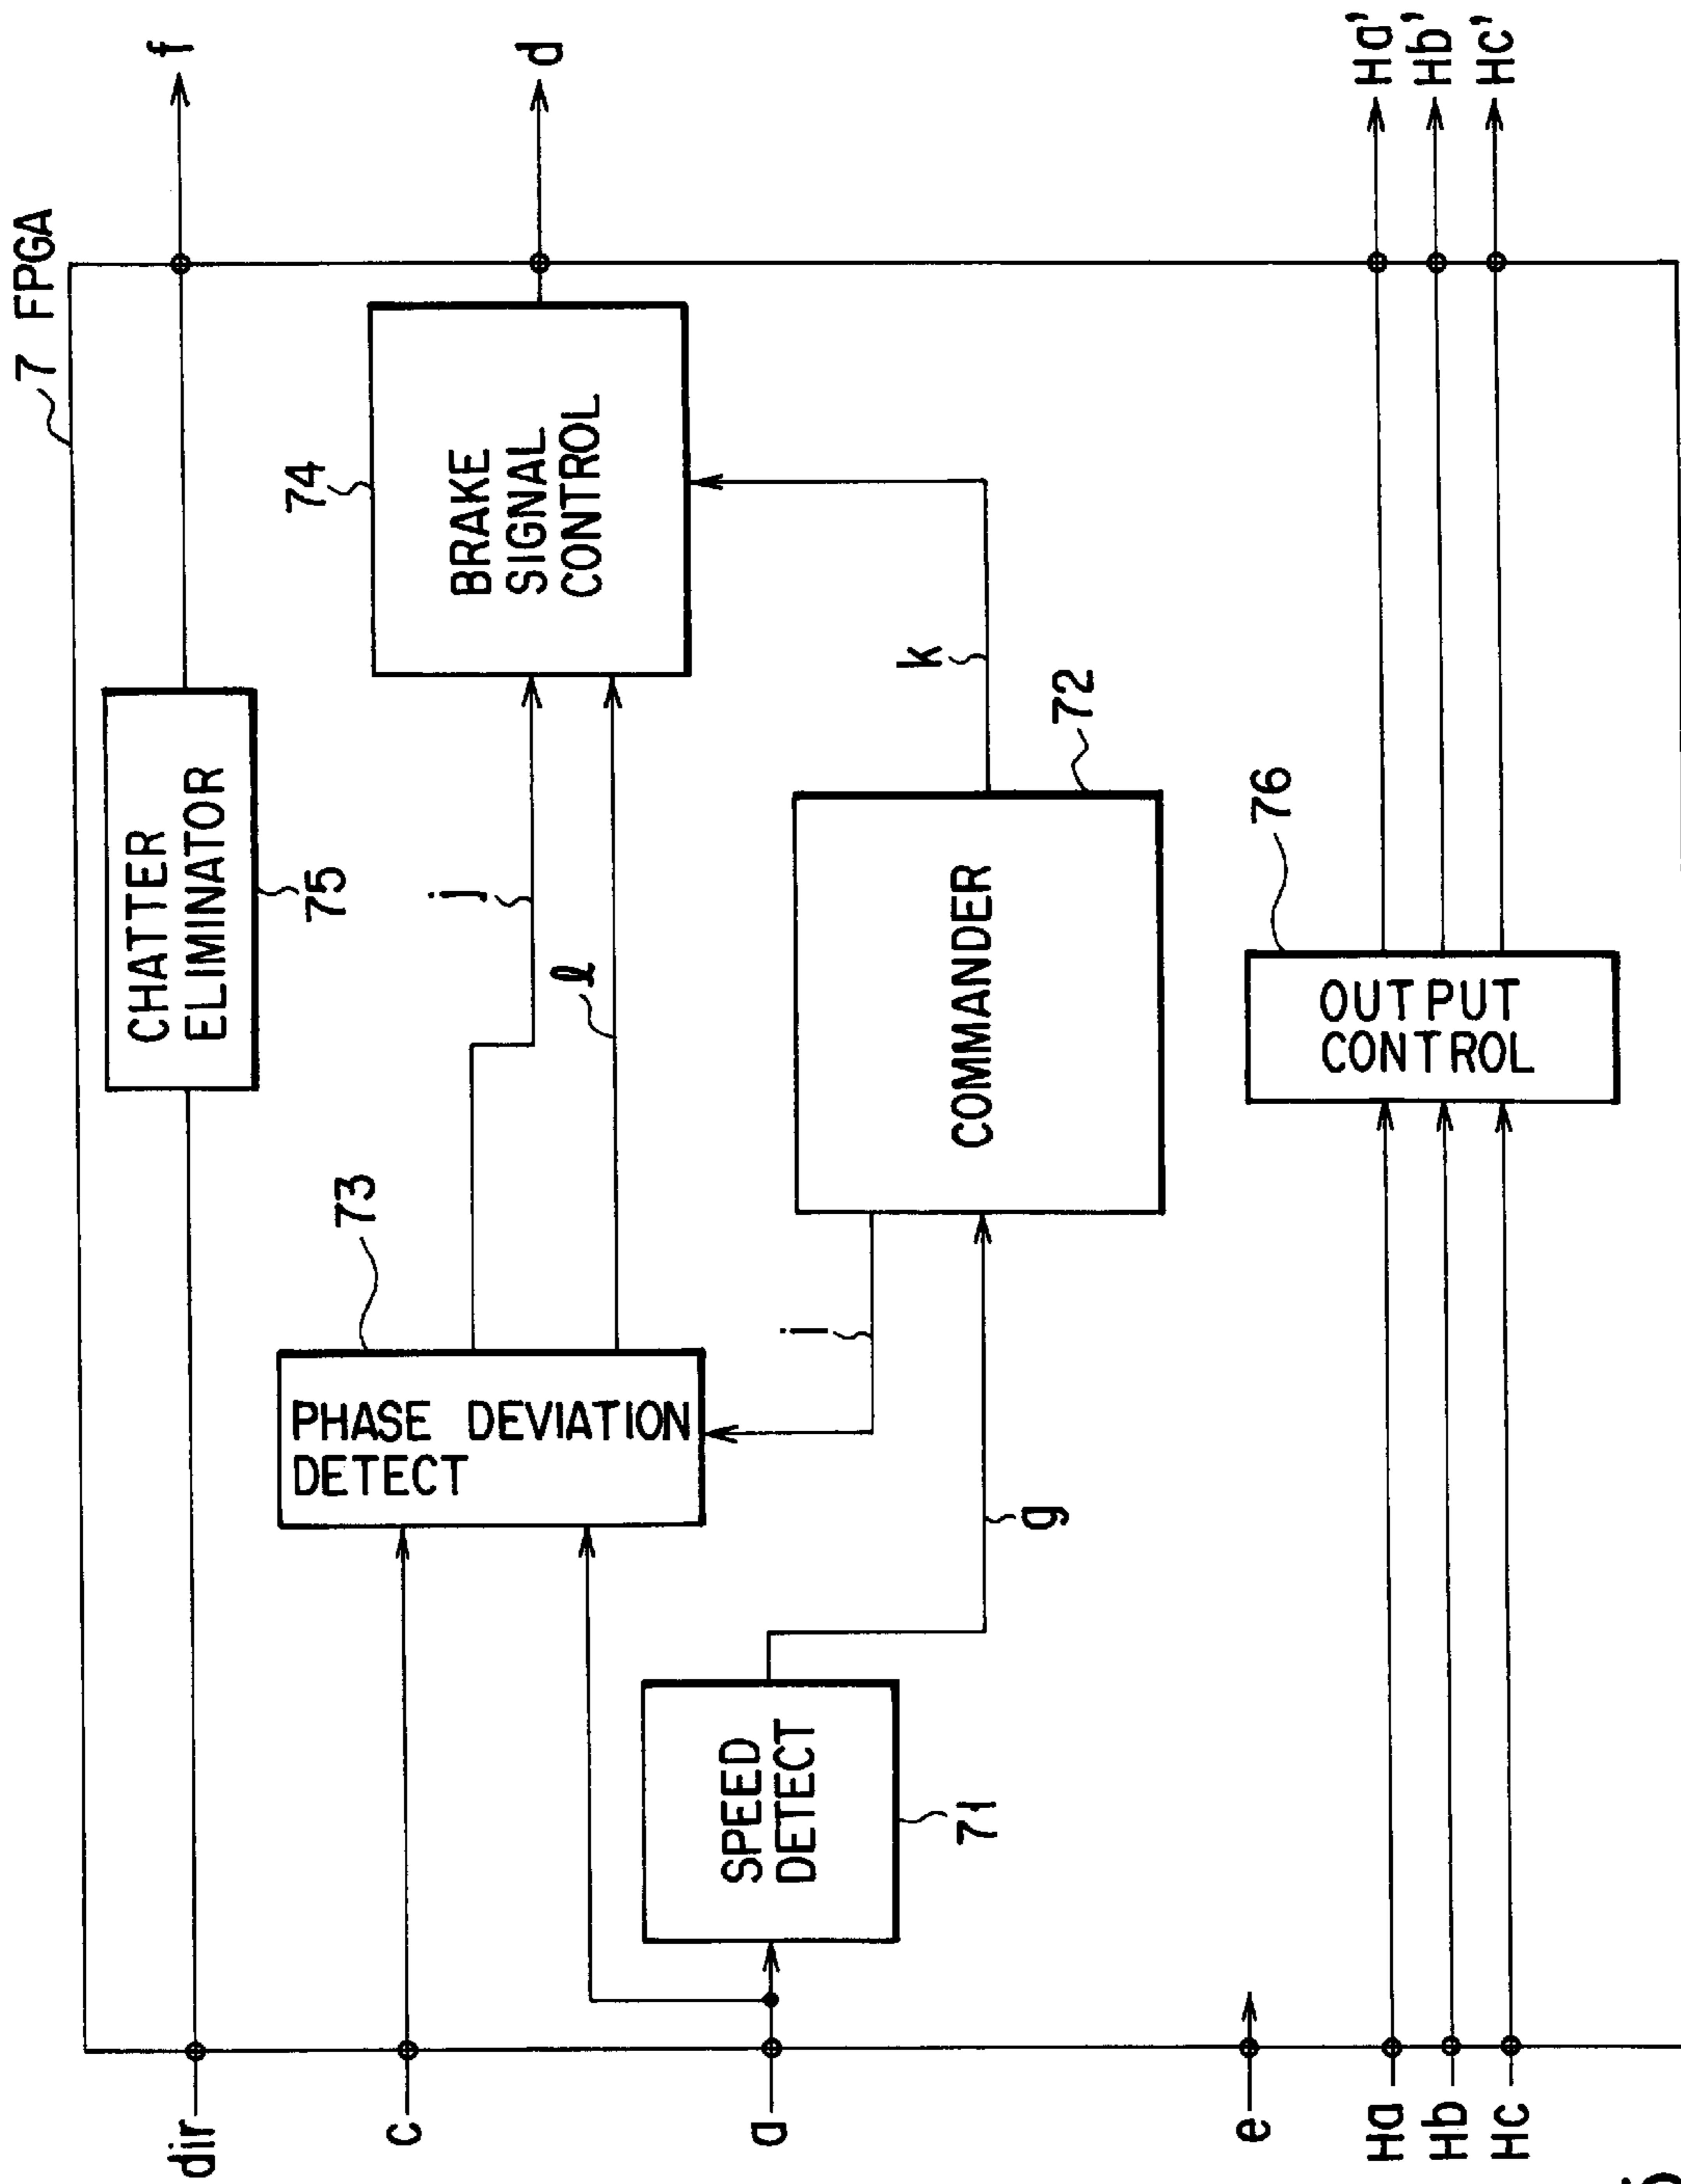 7 FPGA
dir
CHATTER
ELIMINATOR
75
f
c
PHASE DEVIATION
DETECT
73
j
l
74
BRAKE
SIGNAL
CONTROL
d
a
SPEED
DETECT
71
g
i
COMMANDER
72
k
e
Ha
Hb
Hc
OUTPUT
CONTROL
76
Ha'
Hb'
Hc'